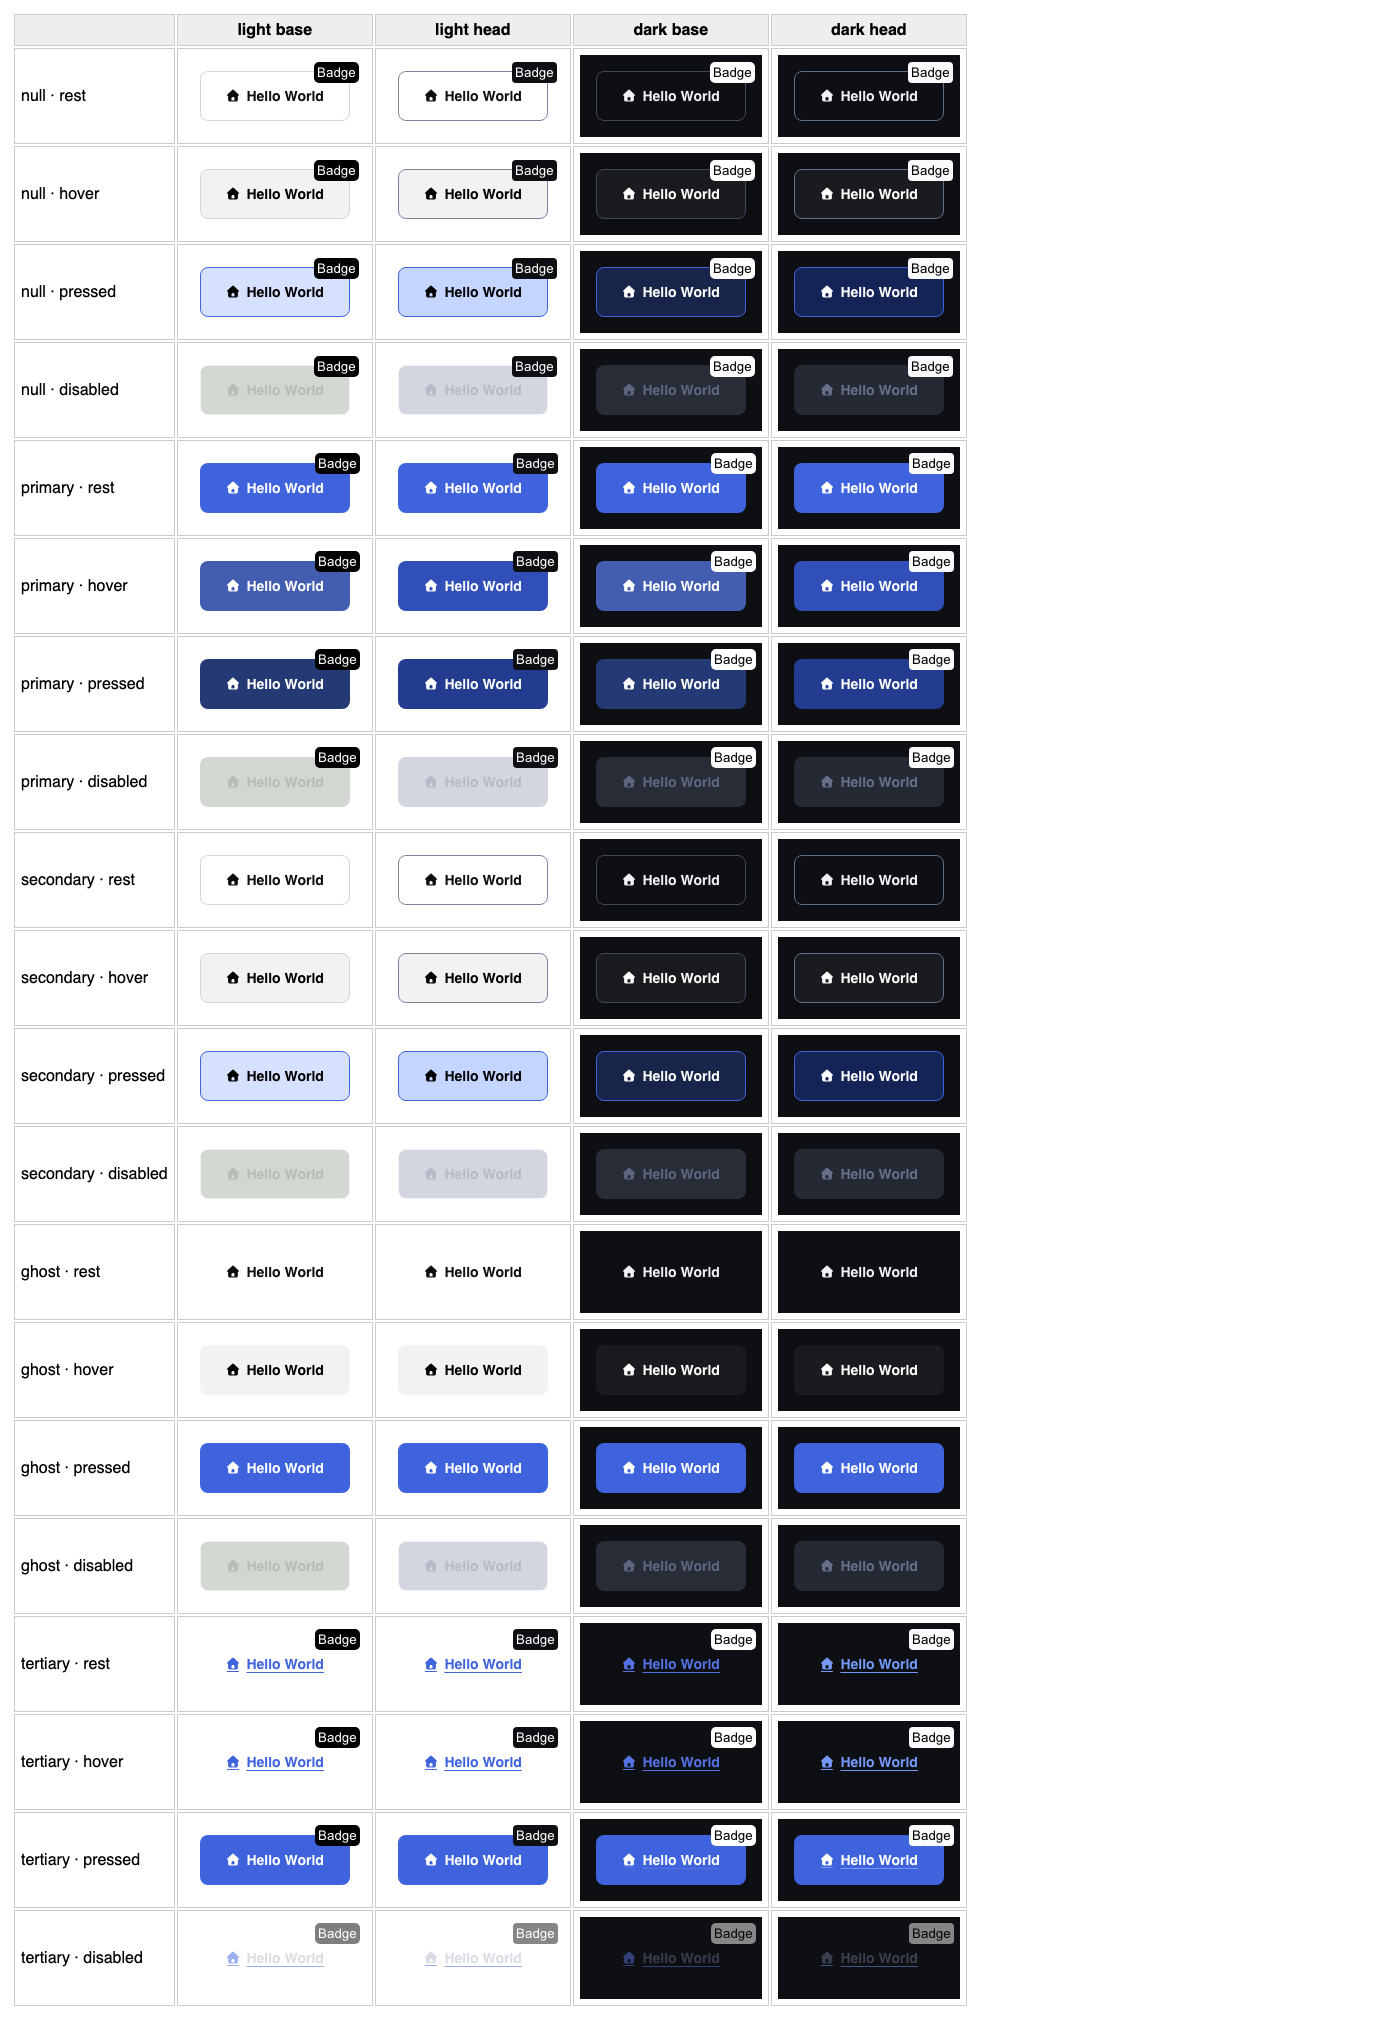 light base light head dark base dark head
Badge Badge Badge Badge
null · rest Hello World Hello World Hello World Hello World
Badge Badge Badge Badge
null · hover Hello World Hello World Hello World Hello World
Badge Badge Badge Badge
null · pressed Hello World Hello World Hello World Hello World
Badge Badge Badge Badge
null · disabled Hello World Hello World Hello World Hello World
Badge Badge Badge Badge
primary · rest Hello World Hello World Hello World Hello World
Badge Badge Badge Badge
primary · hover Hello World Hello World Hello World Hello World
Badge Badge Badge Badge
primary · pressed Hello World Hello World Hello World Hello World
Badge Badge Badge Badge
primary · disabled Hello World Hello World Hello World Hello World
secondary · rest Hello World Hello World Hello World Hello World
secondary · hover Hello World Hello World Hello World Hello World
secondary · pressed Hello World Hello World Hello World Hello World
secondary · disabled Hello World Hello World Hello World Hello World
ghost · rest Hello World Hello World Hello World Hello World
ghost · hover Hello World Hello World Hello World Hello World
ghost · pressed Hello World Hello World Hello World Hello World
ghost · disabled Hello World Hello World Hello World Hello World
Badge Badge Badge Badge
tertiary · rest Hello World Hello World Hello World Hello World
Badge Badge Badge Badge
tertiary · hover Hello World Hello World Hello World Hello World
Badge Badge Badge Badge
tertiary · pressed Hello World Hello World Hello World Hello World
Badge Badge Badge Badge
tertiary · disabled Hello World Hello World Hello World Hello World